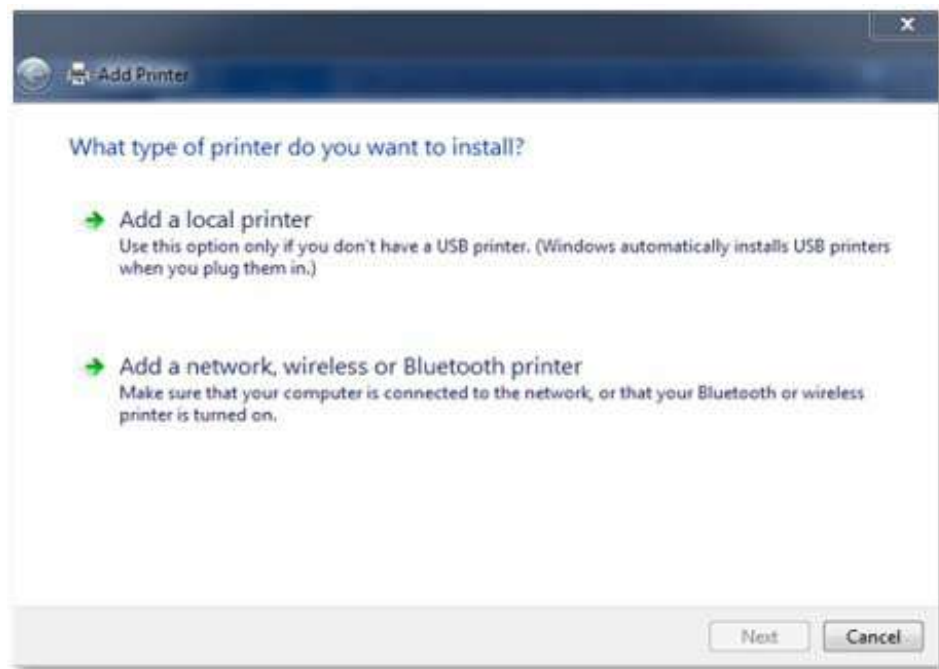 Add Printer
What type of printer do you want to install?
Add a local printer
Use this option only if you don't have a USB printer. (Windows automatically installs USB printers
when you plug them in.)
Add a network, wireless or Bluetooth printer
Make sure that your computer is connected to the network, or that your Bluetooth or wireless
printer is turned on.
Next
Cancel